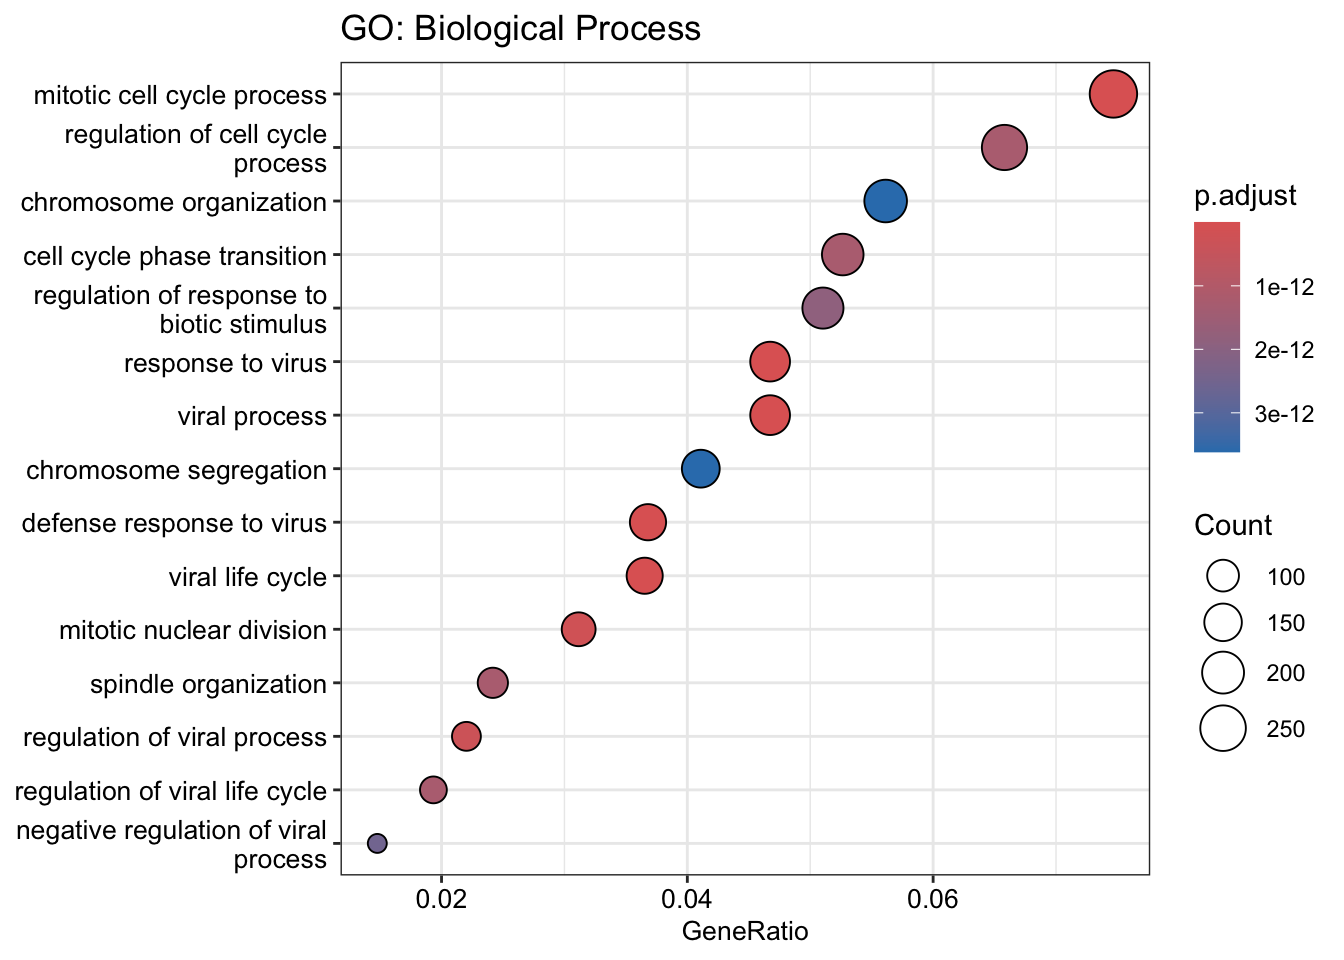 GO: Biological Process
mitotic cell cycle process
regulation of cell cycle
process
chromosome organization
cell cycle phase transition
regulation of response to
biotic stimulus
response to virus
viral process
chromosome segregation
defense response to virus
viral life cycle
mitotic nuclear division
spindle organization
regulation of viral process
regulation of viral life cycle
negative regulation of viral
process
0.02 0.04 0.06
GeneRatio
p.adjust
1e-12
2e-12
3e-12
Count
100
150
200
250